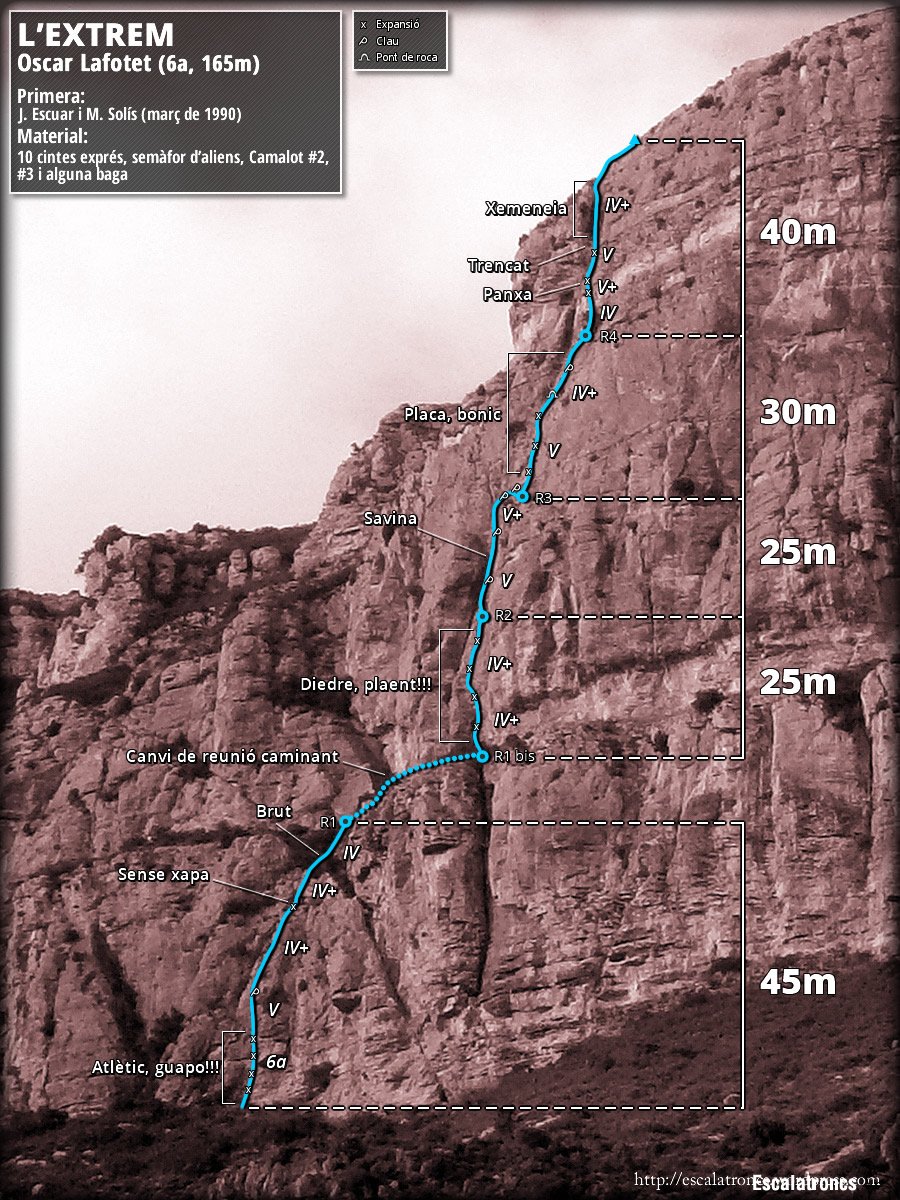 L’EXTREM
Oscar Lafotet (6a, 165m)
Primera:
J. Escuar i M. Solís (març de 1990)
Material:
10 cintes exprés, semàfor d’aliens, Camalot #2,
#3 i alguna baga
x Expansió
Clau
Pont de roca
Xemeneia
IV+
40m
Trencat
V
Panxa
V+
IV
R4
Placa, bonic
IV+
30m
V
R3
Savina
V+
25m
V
R2
Diedre, plaent!!!
IV+
25m
IV+
Canvi de reunió caminant
R1 bis
Brut
R1
IV
Sense xapa
IV+
IV+
45m
V
Atlètic, guapo!!!
6a
Escalatroncs